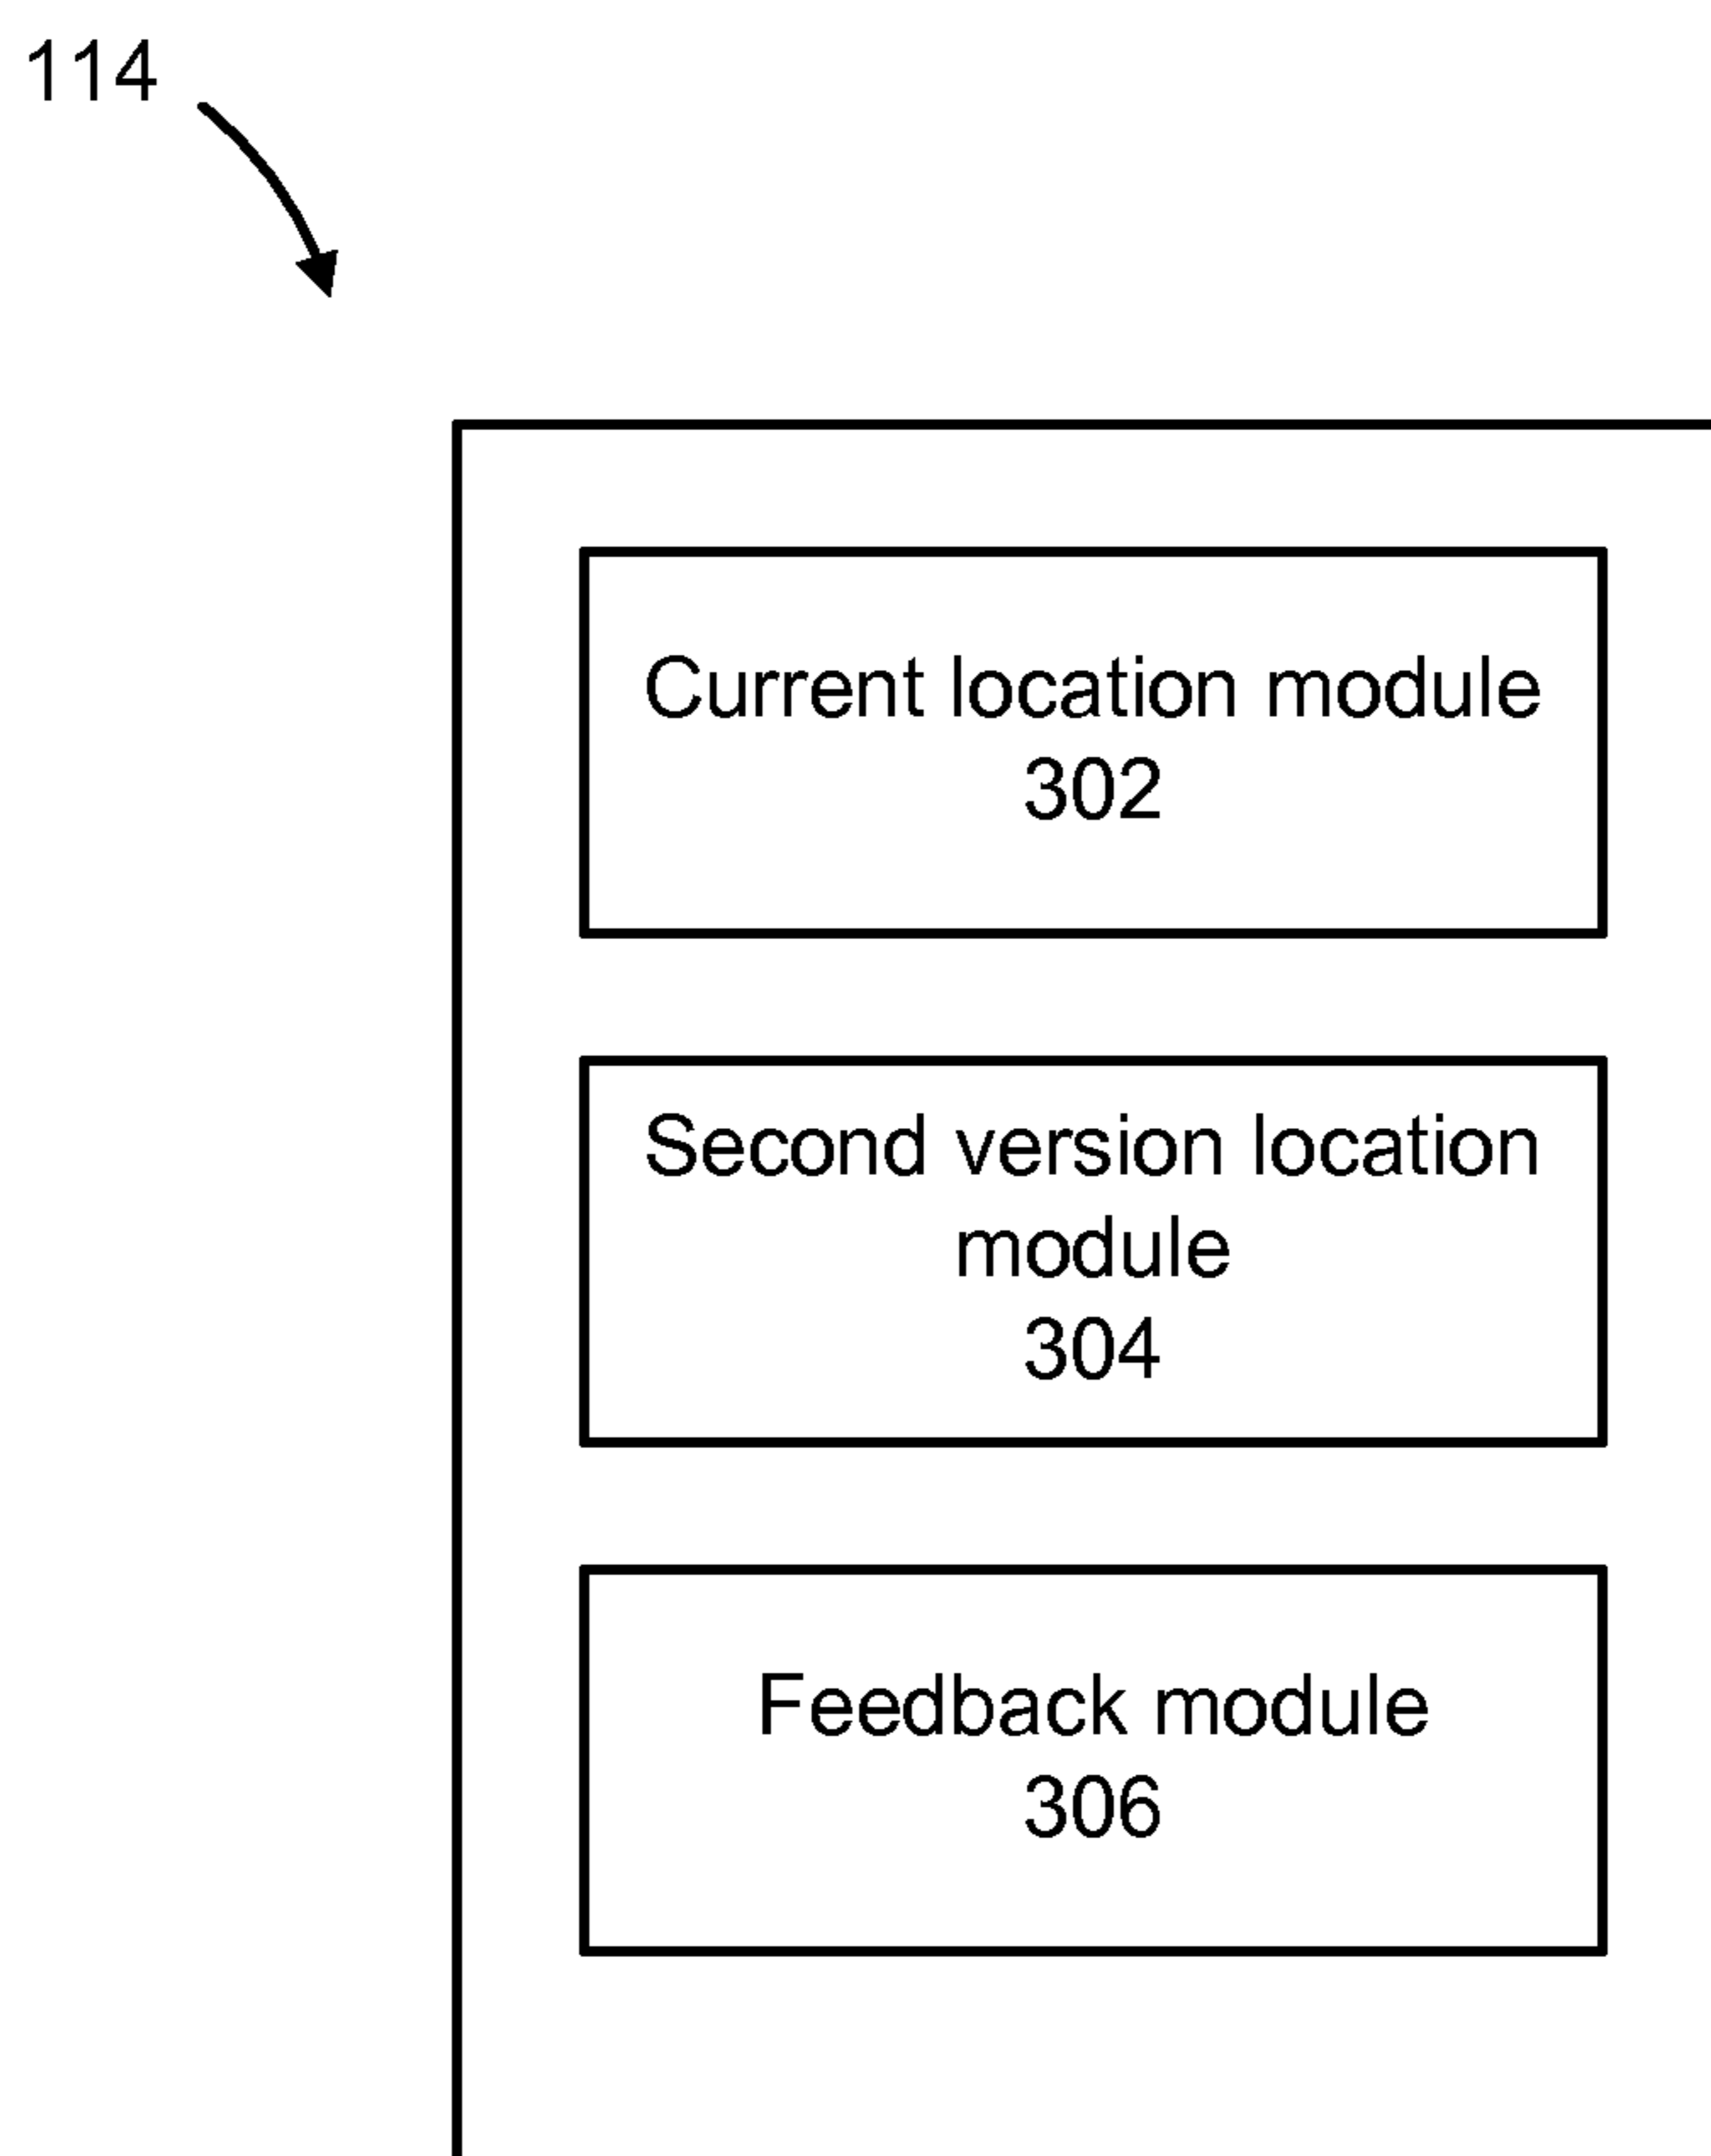 114
Current location module
302
Second version location
module
304
Feedback module
306